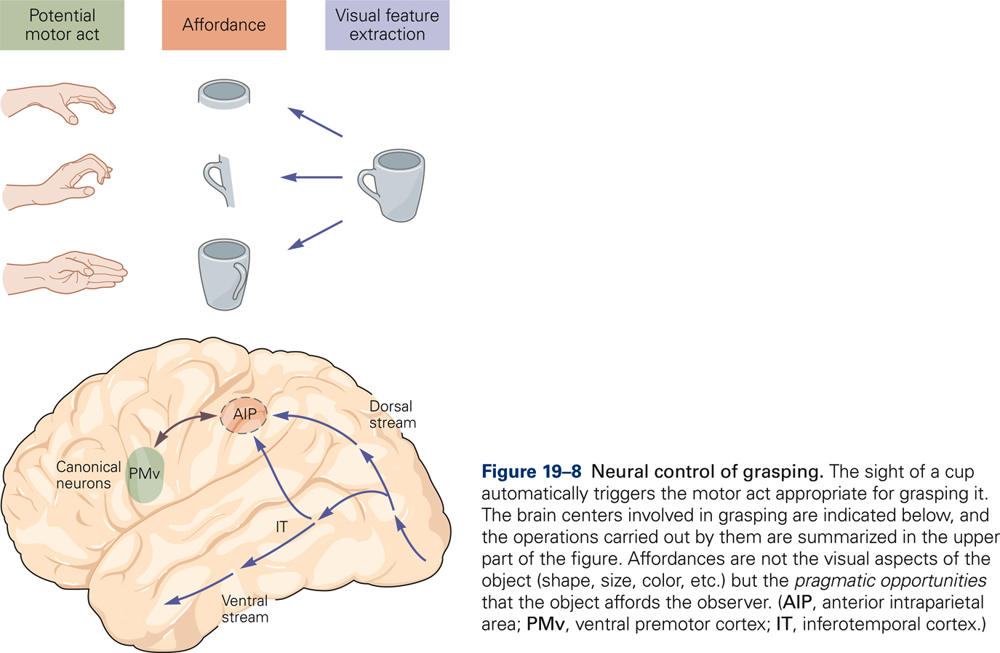 Potential
motor act
Affordance
Visual feature
extraction
AIP
Dorsal
stream
Canonical
neurons
PMv
IT
Ventral
stream
Figure 19–8 Neural control of grasping. The sight of a cup
automatically triggers the motor act appropriate for grasping it.
The brain centers involved in grasping are indicated below, and
the operations carried out by them are summarized in the upper
part of the figure. Affordances are not the visual aspects of the
object (shape, size, color, etc.) but the pragmatic opportunities
that the object affords the observer. (AIP, anterior intraparietal
area; PMv, ventral premotor cortex; IT, inferotemporal cortex.)